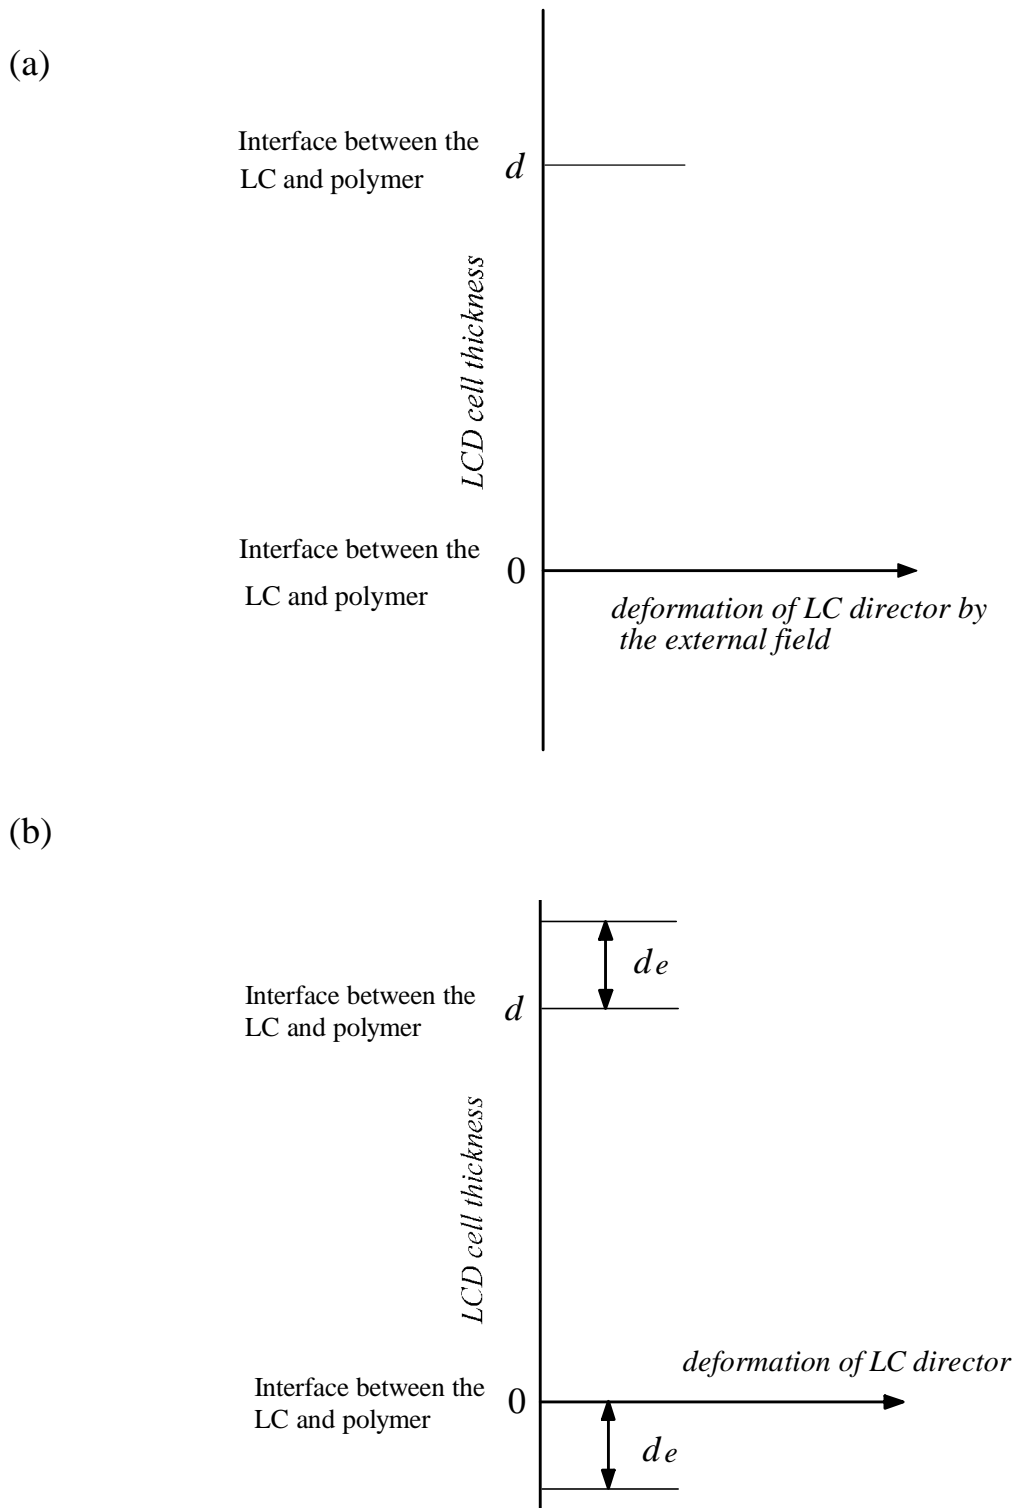 (a)
Interface between the
LC and polymer
d
LCD cell thickness
Interface between the
LC and polymer
0
deformation of LC director by
the external field
(b)
de
Interface between the
LC and polymer
d
LCD cell thickness
deformation of LC director
Interface between the
LC and polymer
0
de